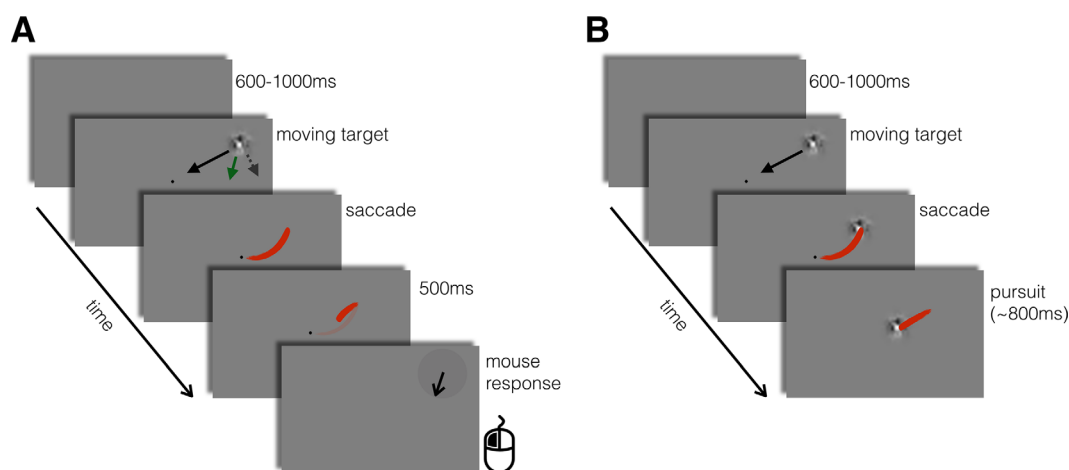 A
600-1000ms
moving target
saccade
500ms
mouse
response
time
B
600-1000ms
moving target
saccade
pursuit
(~800ms)
time